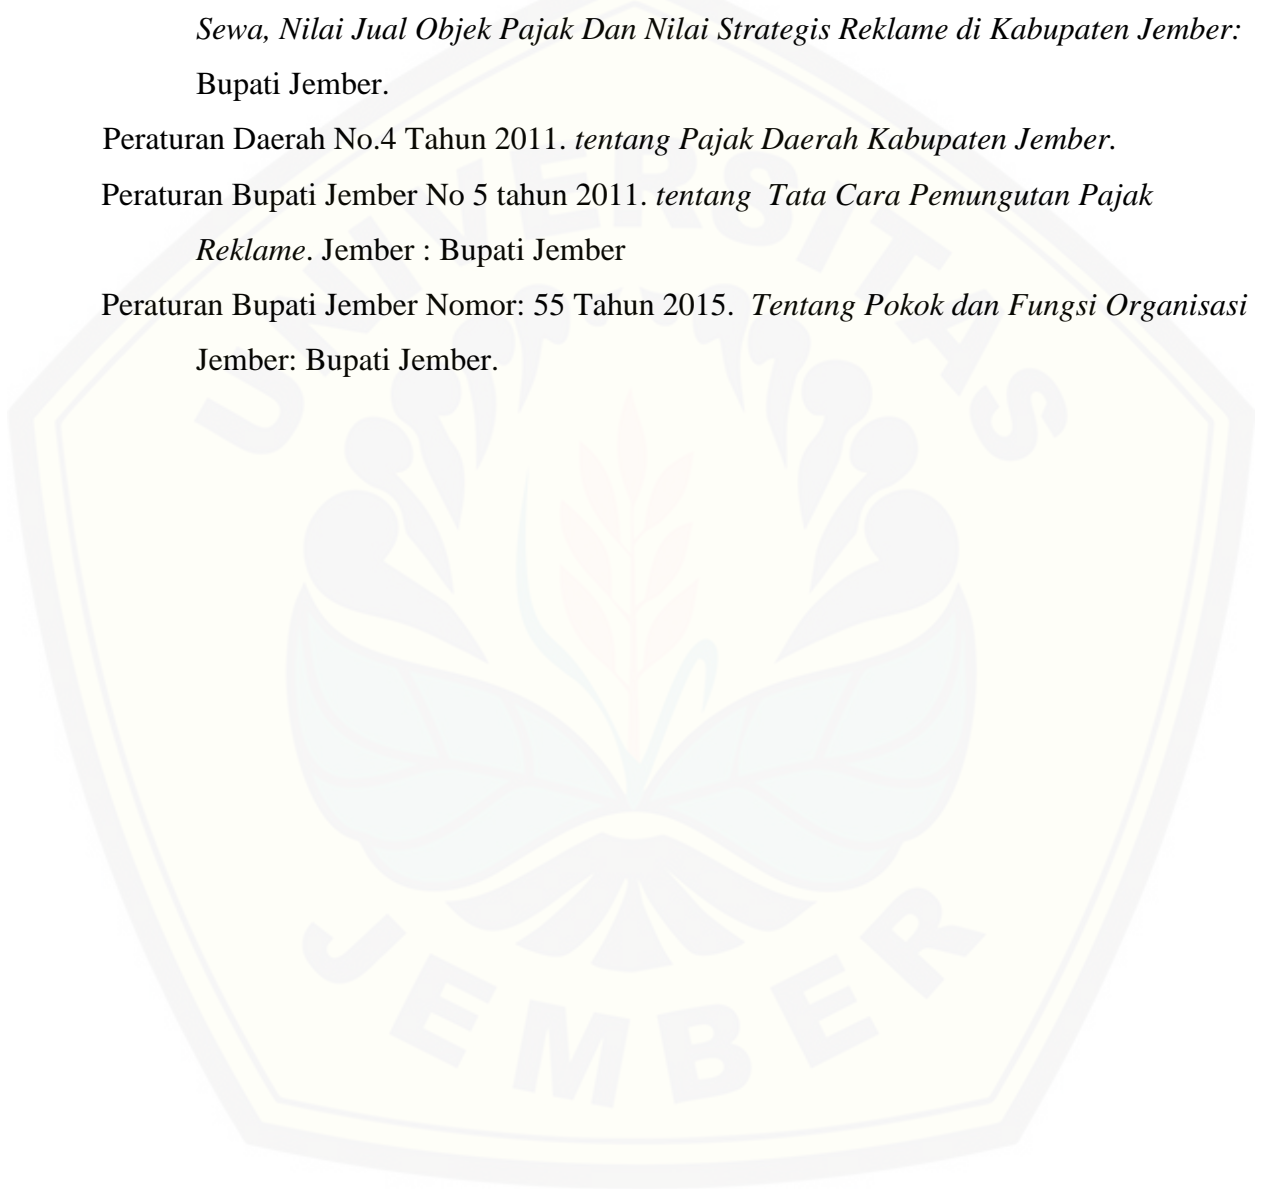 Sewa, Nilai Jual Objek Pajak Dan Nilai Strategis Reklame di Kabupaten Jember:
Bupati Jember.
Peraturan Daerah No.4 Tahun 2011. tentang Pajak Daerah Kabupaten Jember.
Peraturan Bupati Jember No 5 tahun 2011. tentang Tata Cara Pemungutan Pajak
Reklame. Jember : Bupati Jember
Peraturan Bupati Jember Nomor: 55 Tahun 2015. Tentang Pokok dan Fungsi Organisasi
Jember: Bupati Jember.
UNIVERSITAS
JEMBER